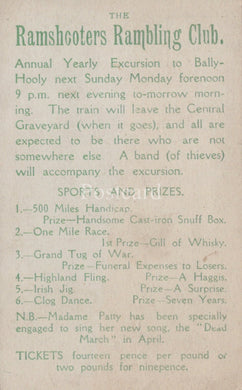 THE
Ramshooters Rambling Club.
Annual Yearly Excursion to Bally-
Hooly next Sunday Monday forenoon
9 p.m. next evening to-morrow morn-
ing. The train will leave the Central
Graveyard (when it goes), and all are
expected to be there who are not
somewhere else A band (of thieves)
will accompany the excursion.
SPORTS AND PRIZES.
1.—500 Miles Handicap.
Prize—Handsome Cast-iron Snuff Box.
2.—One Mile Race.
1st Prize—Gill of Whisky.
3.—Grand Tug of War.
Prize—Funeral Expenses to Losers.
4.—Highland Fling. Prize—A Haggis.
5.—Irish Jig. Prize—A Surprise.
6.—Clog Dance. Prize—Seven Years.
N.B.—Madame Patty has been specially
engaged to sing her new song, the "Dead
March" in April.
TICKETS fourteen pence per pound or
two pounds for ninepence.